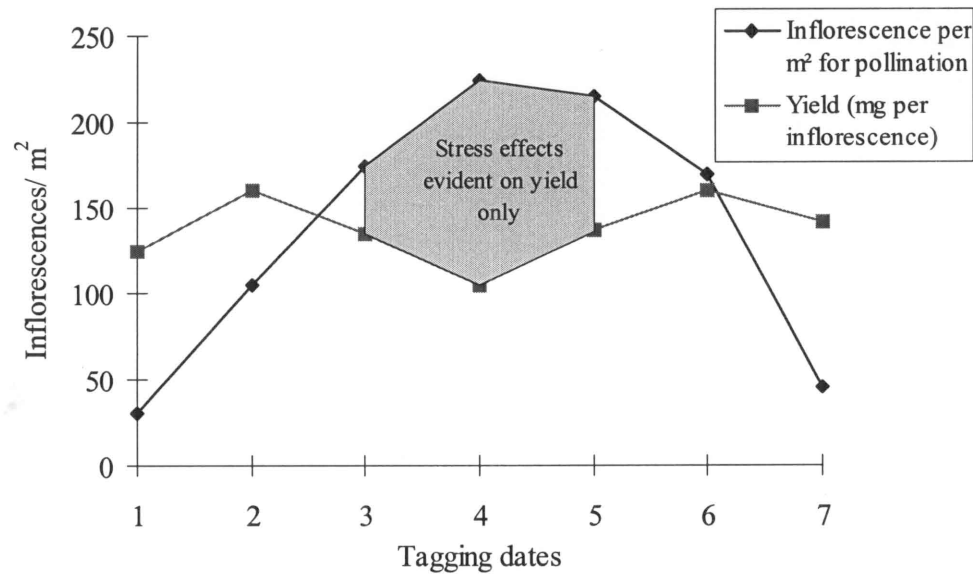 250
200
150
100
50
0
Inflorescences/ m²
1 2 3 4 5 6 7
Tagging dates
Stress effects
evident on yield
only
Inflorescence per
m² for pollination
Yield (mg per
inflorescence)